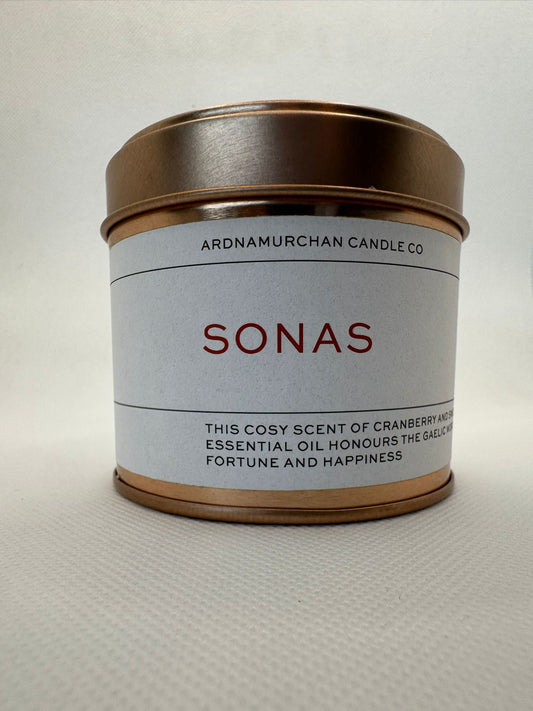 ARDNAMURCHAN CANDLE CO
SONAS
THIS COSY SCENT OF CRANBERRY AND
ESSENTIAL OIL HONOURS THE GAELIC
FORTUNE AND HAPPINESS